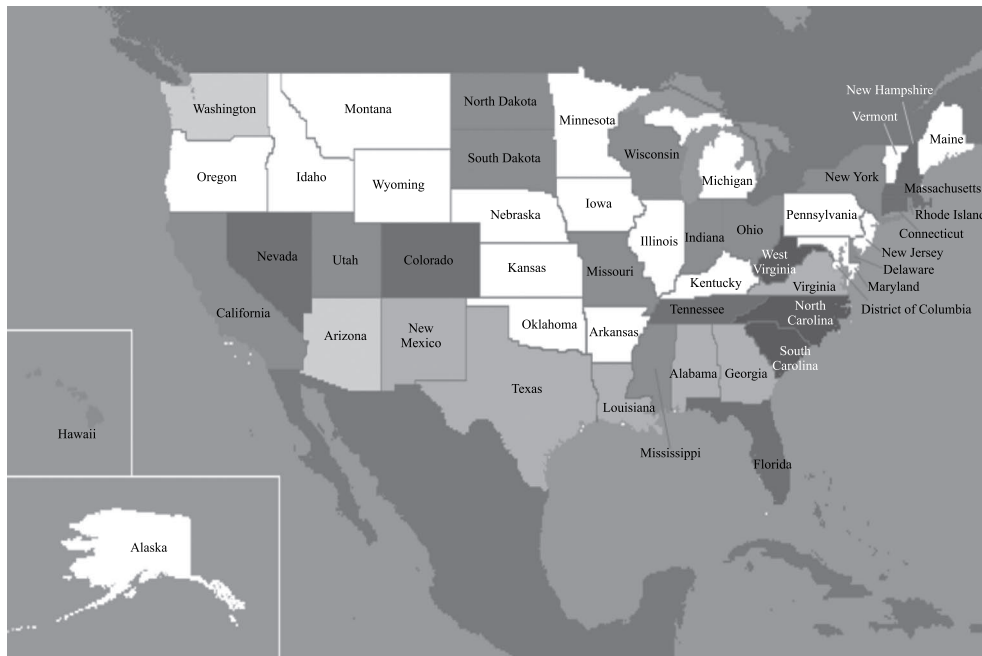 New Hampshire
Vermont
Washington
Montana
North Dakota
Minnesota
Maine
South Dakota
Wisconsin
Oregon
Idaho
Wyoming
Michigan
New York
Massachusetts
Nebraska
Iowa
Pennsylvania
Rhode Island
Connecticut
Illinois
Indiana
Ohio
New Jersey
Nevada
Utah
Colorado
Kansas
Missouri
West
Virginia
Delaware
Kentucky
Virginia
Maryland
California
Tennessee
North
Carolina
District of Columbia
Arizona
New
Mexico
Oklahoma
Arkansas
South
Carolina
Texas
Alabama
Georgia
Louisiana
Hawaii
Mississippi
Florida
Alaska